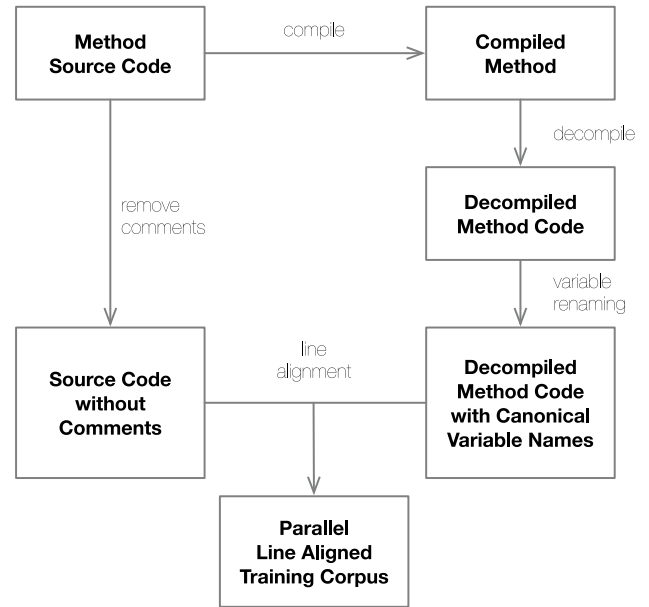 Method
Source Code
compile
Compiled
Method
decompile
Decompiled
Method Code
remove
comments
variable
renaming
Source Code
without
Comments
line
alignment
Decompiled
Method Code
with Canonical
Variable Names
Parallel
Line Aligned
Training Corpus